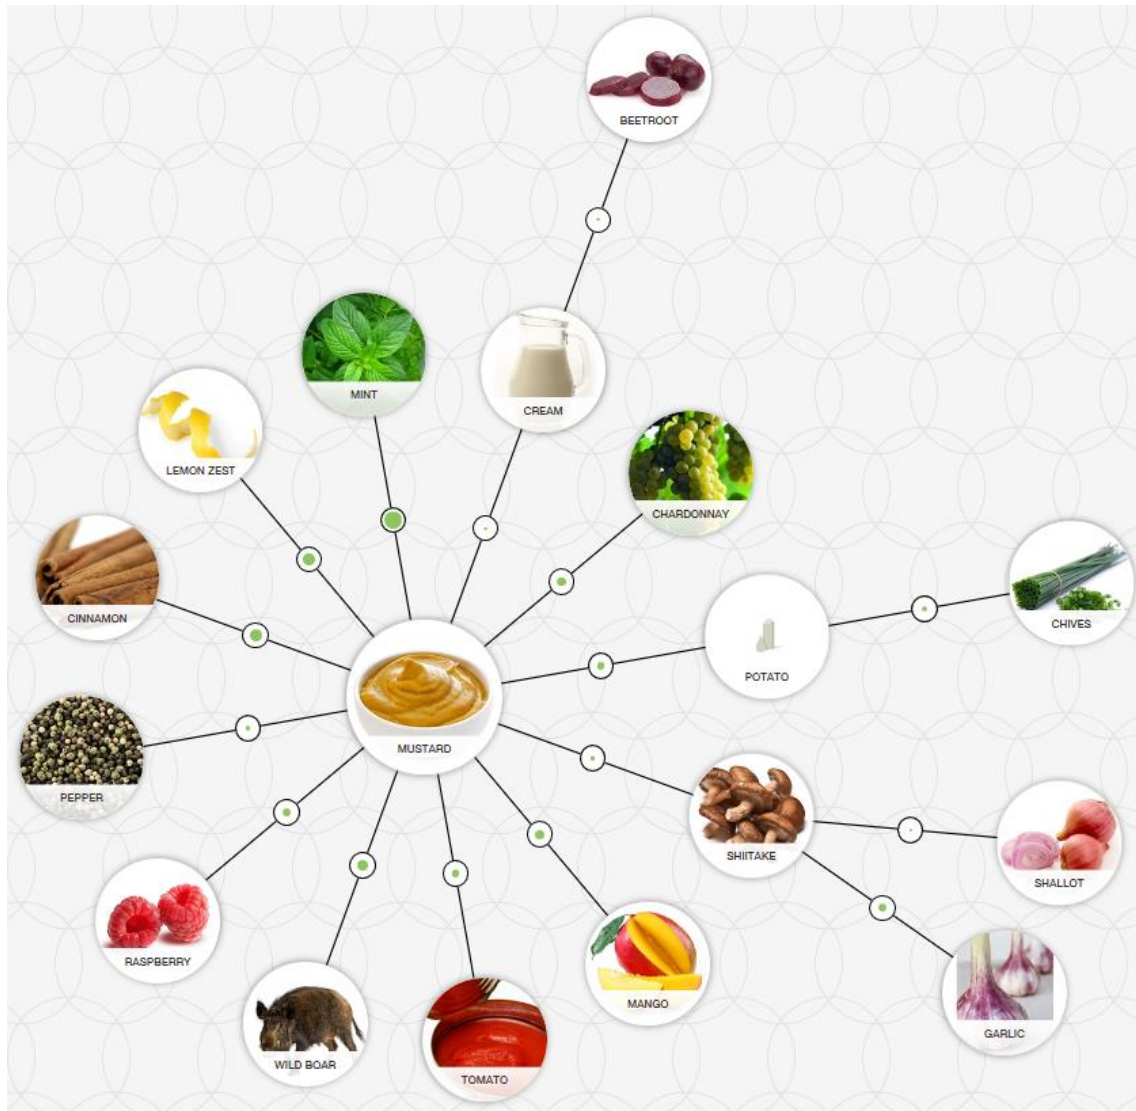 BEETROOT
MINT
CREAM
LEMON ZEST
CHARDONNAY
CINNAMON
CHIVES
POTATO
MUSTARD
PEPPER
SHIITAKE
SHALLOT
RASPBERRY
MANGO
GARLIC
WILD BOAR
TOMATO